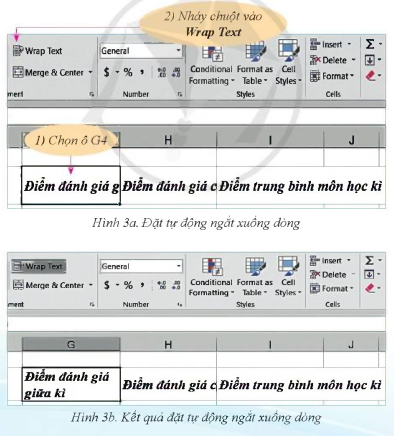 2) Nháy chuột vào
Wrap Text
Wrap Text
General
Insert
Merge & Center
$ % ,
Conditional Format as Cell
Formatting Table Styles
Delete
Format
ment
Number
Styles
Cells
1) Chọn ô G4
H
I
J
Điểm đánh giá g Điểm đánh giá c Điểm trung bình môn học kì
Hình 3a. Đặt tự động ngắt xuống dòng
Wrap Text
General
Insert
Merge & Center
$ % ,
Conditional Format as Cell
Formatting Table Styles
Delete
Format
ment
Number
Styles
Cells
G
H
I
J
Điểm đánh giá
giữa kì
Điểm đánh giá c Điểm trung bình môn học kì
Hình 3b. Kết quả đặt tự động ngắt xuống dòng